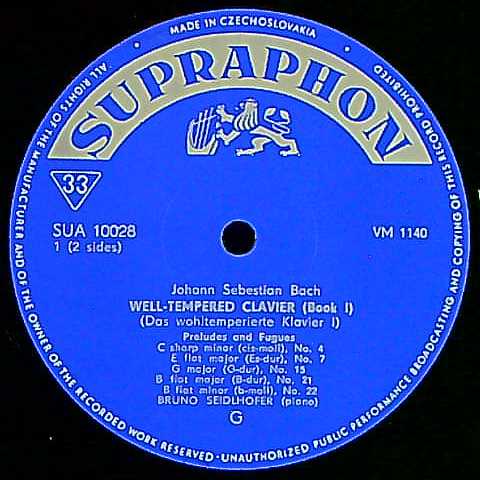 MADE IN CZECHOSLOVAKIA
SUPRAPHON
ALL RIGHTS OF THE MANUFACTURER AND OF THE OWNER OF THE RECORDED WORK RESERVED - UNAUTHORIZED PUBLIC PERFORMANCE BROADCASTING AND COPYING OF THIS RECORD PROHIBITED
33
SUA 10028
1 (2 sides)
VM 1140
Johann Sebestian Bach
WELL-TEMPERED CLAVIER (Book I)
(Das wohltemperierte Klavier I)
Preludes and Fugues
C sharp minor (cis-moll), No. 4
E flat major (Es-dur), No. 7
G major (G-dur), No. 15
B flat major (B-dur), No. 21
B flat minor (b-moll), No. 22
BRUNO SEIDLHOFER (piano)
G